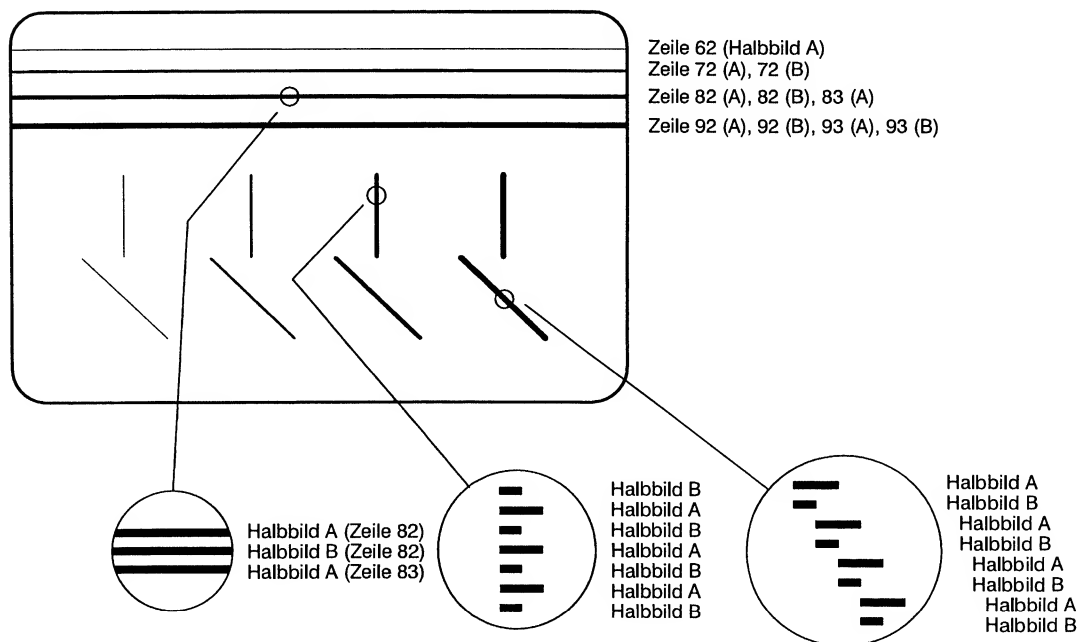 Zeile 62 (Halbbild A)
Zeile 72 (A), 72 (B)
Zeile 82 (A), 82 (B), 83 (A)
Zeile 92 (A), 92 (B), 93 (A), 93 (B)
Halbbild A (Zeile 82)
Halbbild B (Zeile 82)
Halbbild A (Zeile 83)
Halbbild B
Halbbild A
Halbbild B
Halbbild A
Halbbild B
Halbbild A
Halbbild B
Halbbild A
Halbbild B
Halbbild A
Halbbild B
Halbbild A
Halbbild B
Halbbild A
Halbbild B